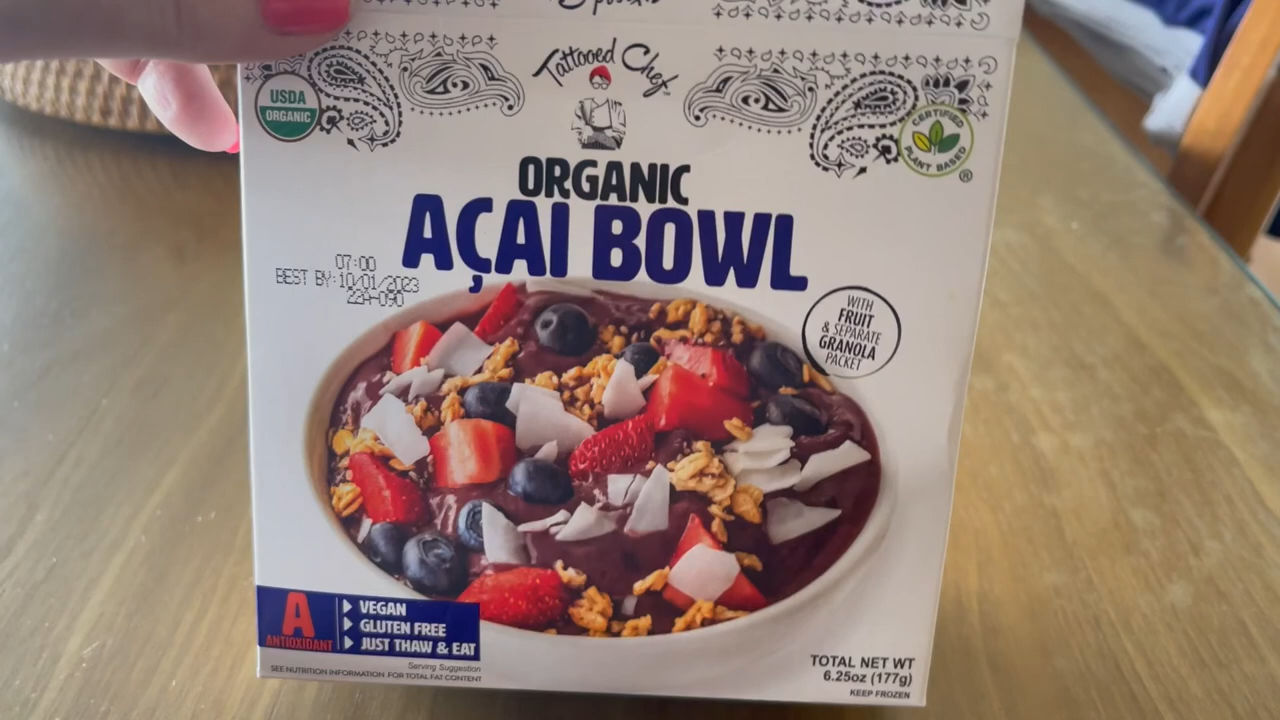 Tattooed Chef
USDA
ORGANIC
CERTIFIED
PLANT BASED
®
ORGANIC
AÇAI BOWL
07:00
BEST BY:10/01/2023
22A-090
WITH
FRUIT
& SEPARATE
GRANOLA
PACKET
A
ANTIOXIDANT
VEGAN
GLUTEN FREE
JUST THAW & EAT
Serving Suggestion
SEE NUTRITION INFORMATION FOR TOTAL FAT CONTENT
TOTAL NET WT
6.25oz (177g)
KEEP FROZEN